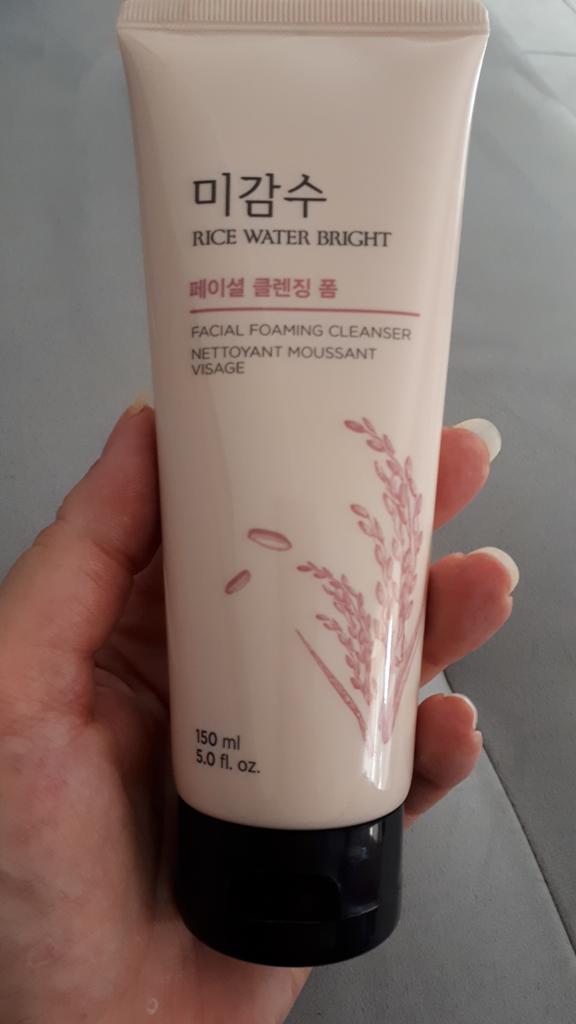 미감수
RICE WATER BRIGHT
페이셜 클렌징 폼
FACIAL FOAMING CLEANSER
NETTOYANT MOUSSANT
VISAGE
150 ml
5.0 fl. oz.